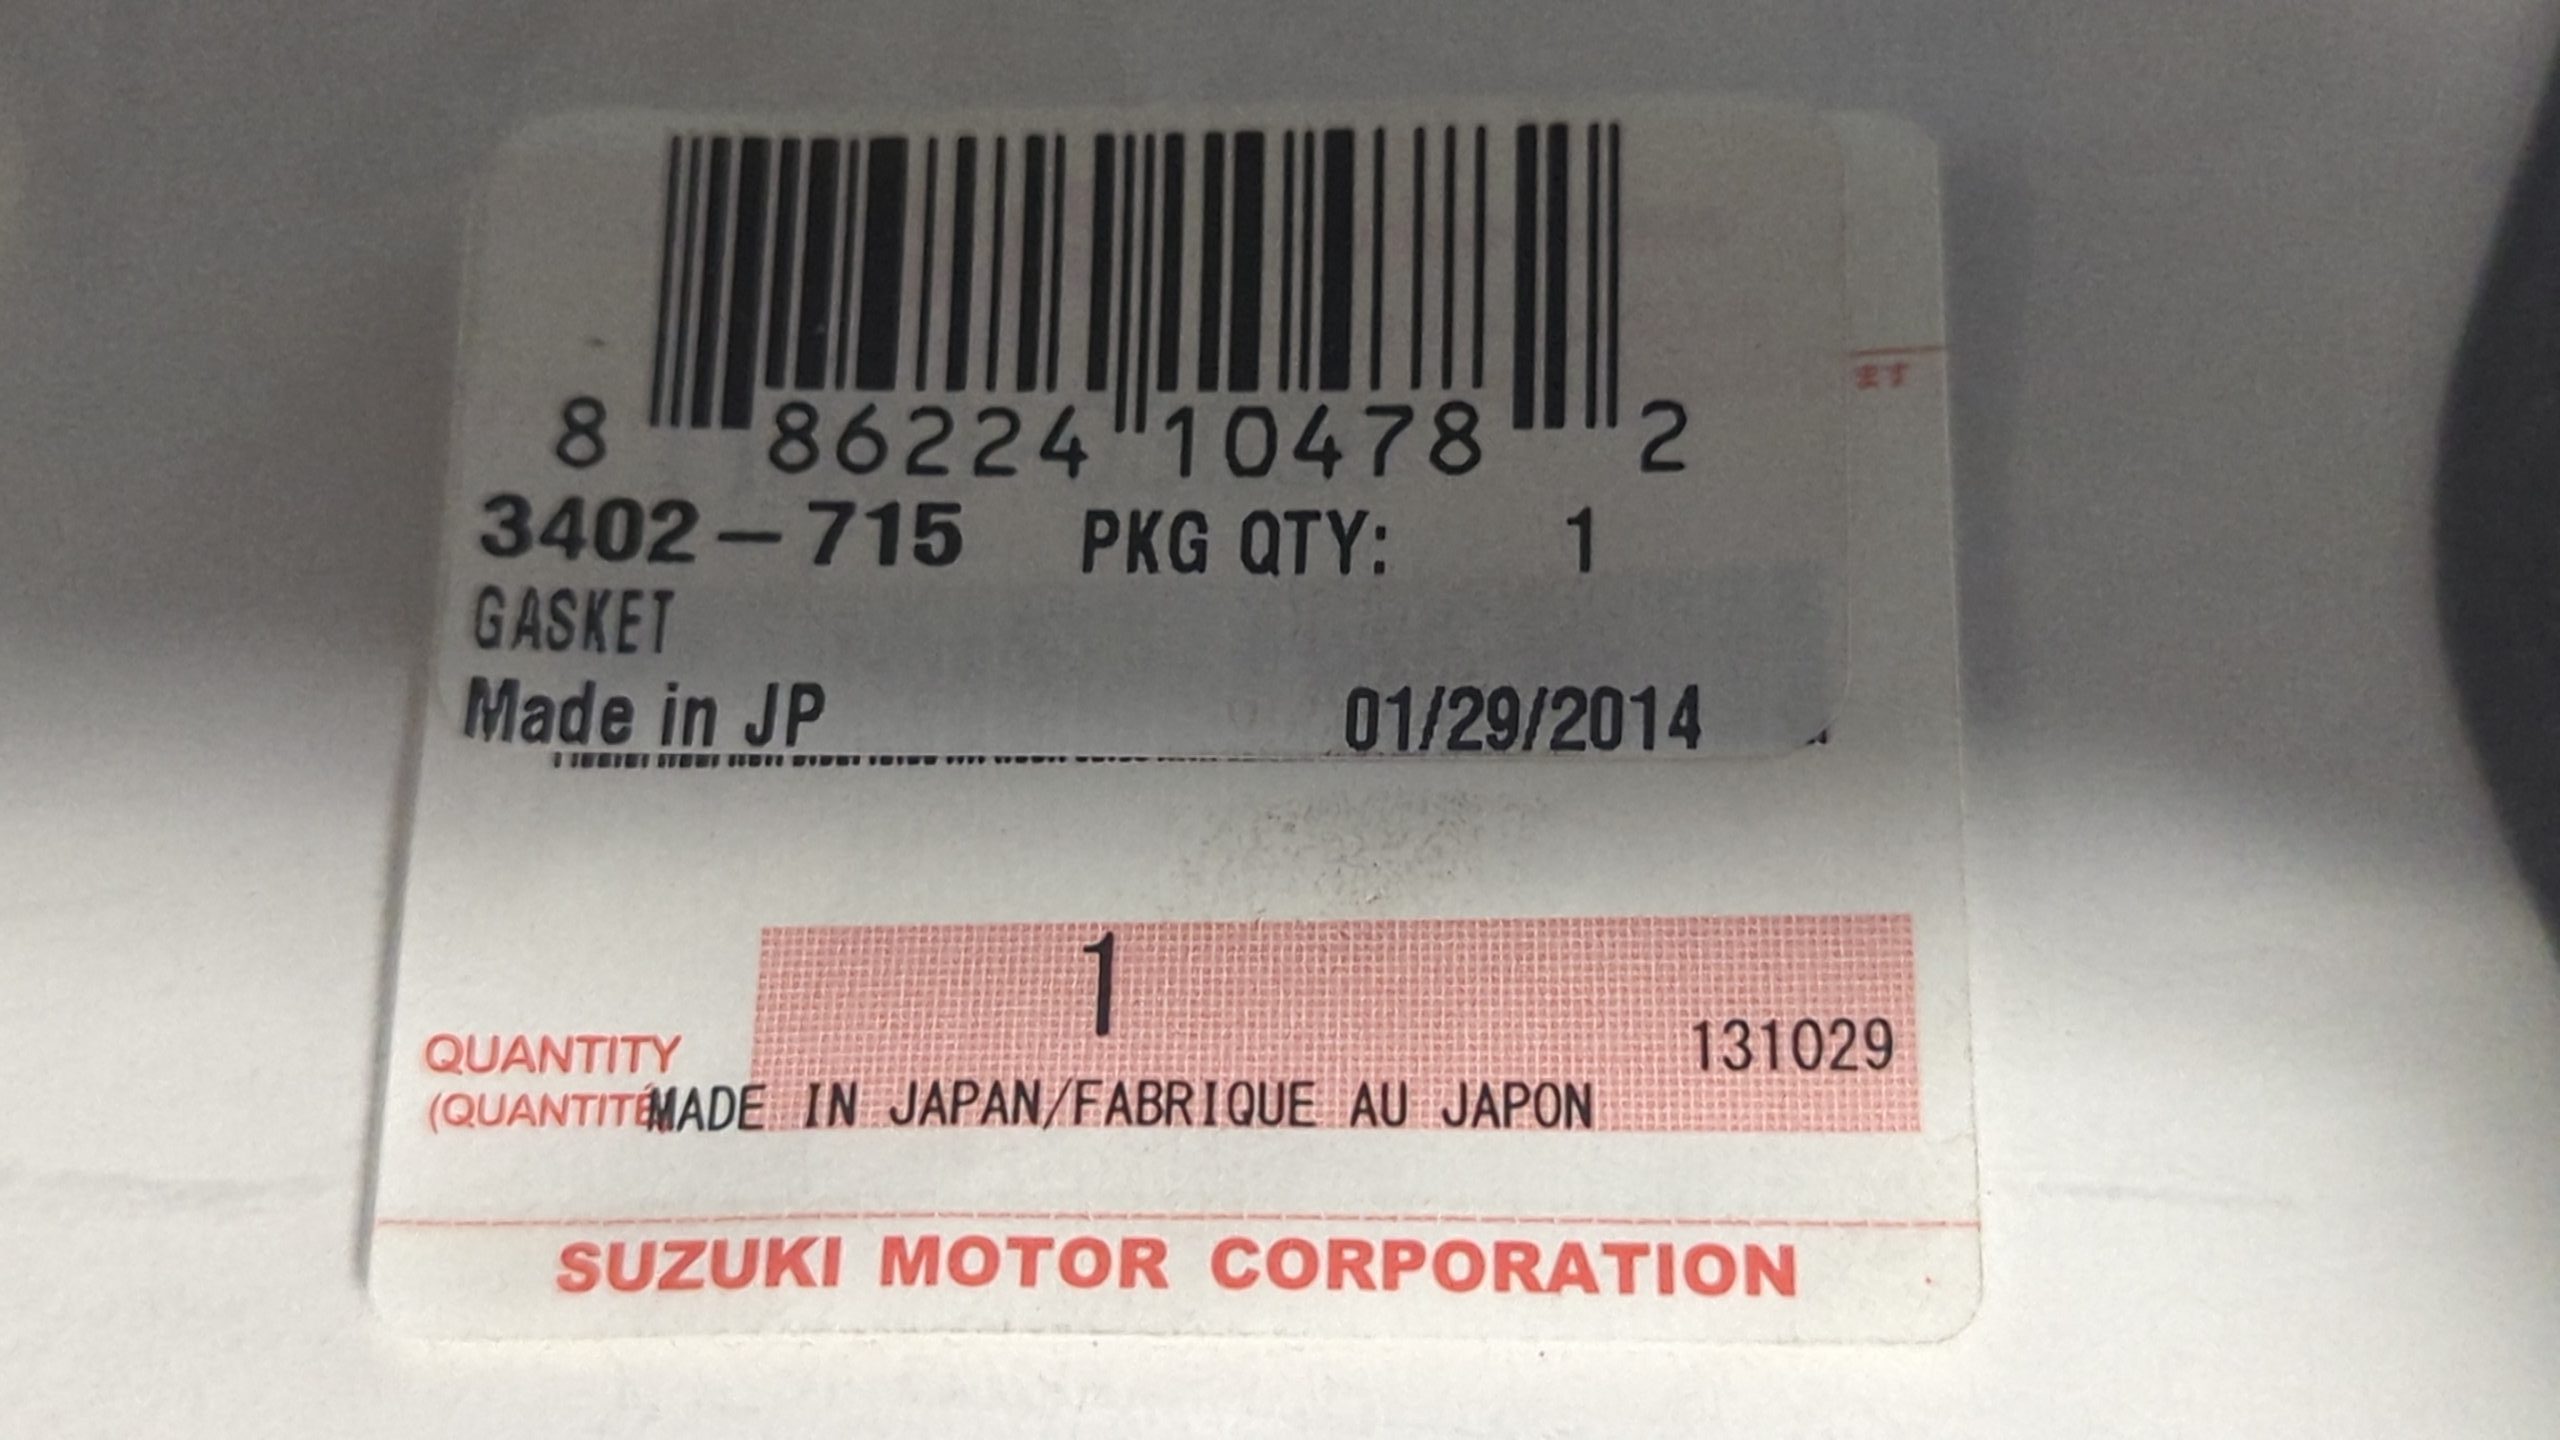 8 86224 10478 2
3402-715 PKG QTY: 1
GASKET
Made in JP 01/29/2014
1
131029
QUANTITY
(QUANTITÉ
MADE IN JAPAN/FABRIQUE AU JAPON
SUZUKI MOTOR CORPORATION